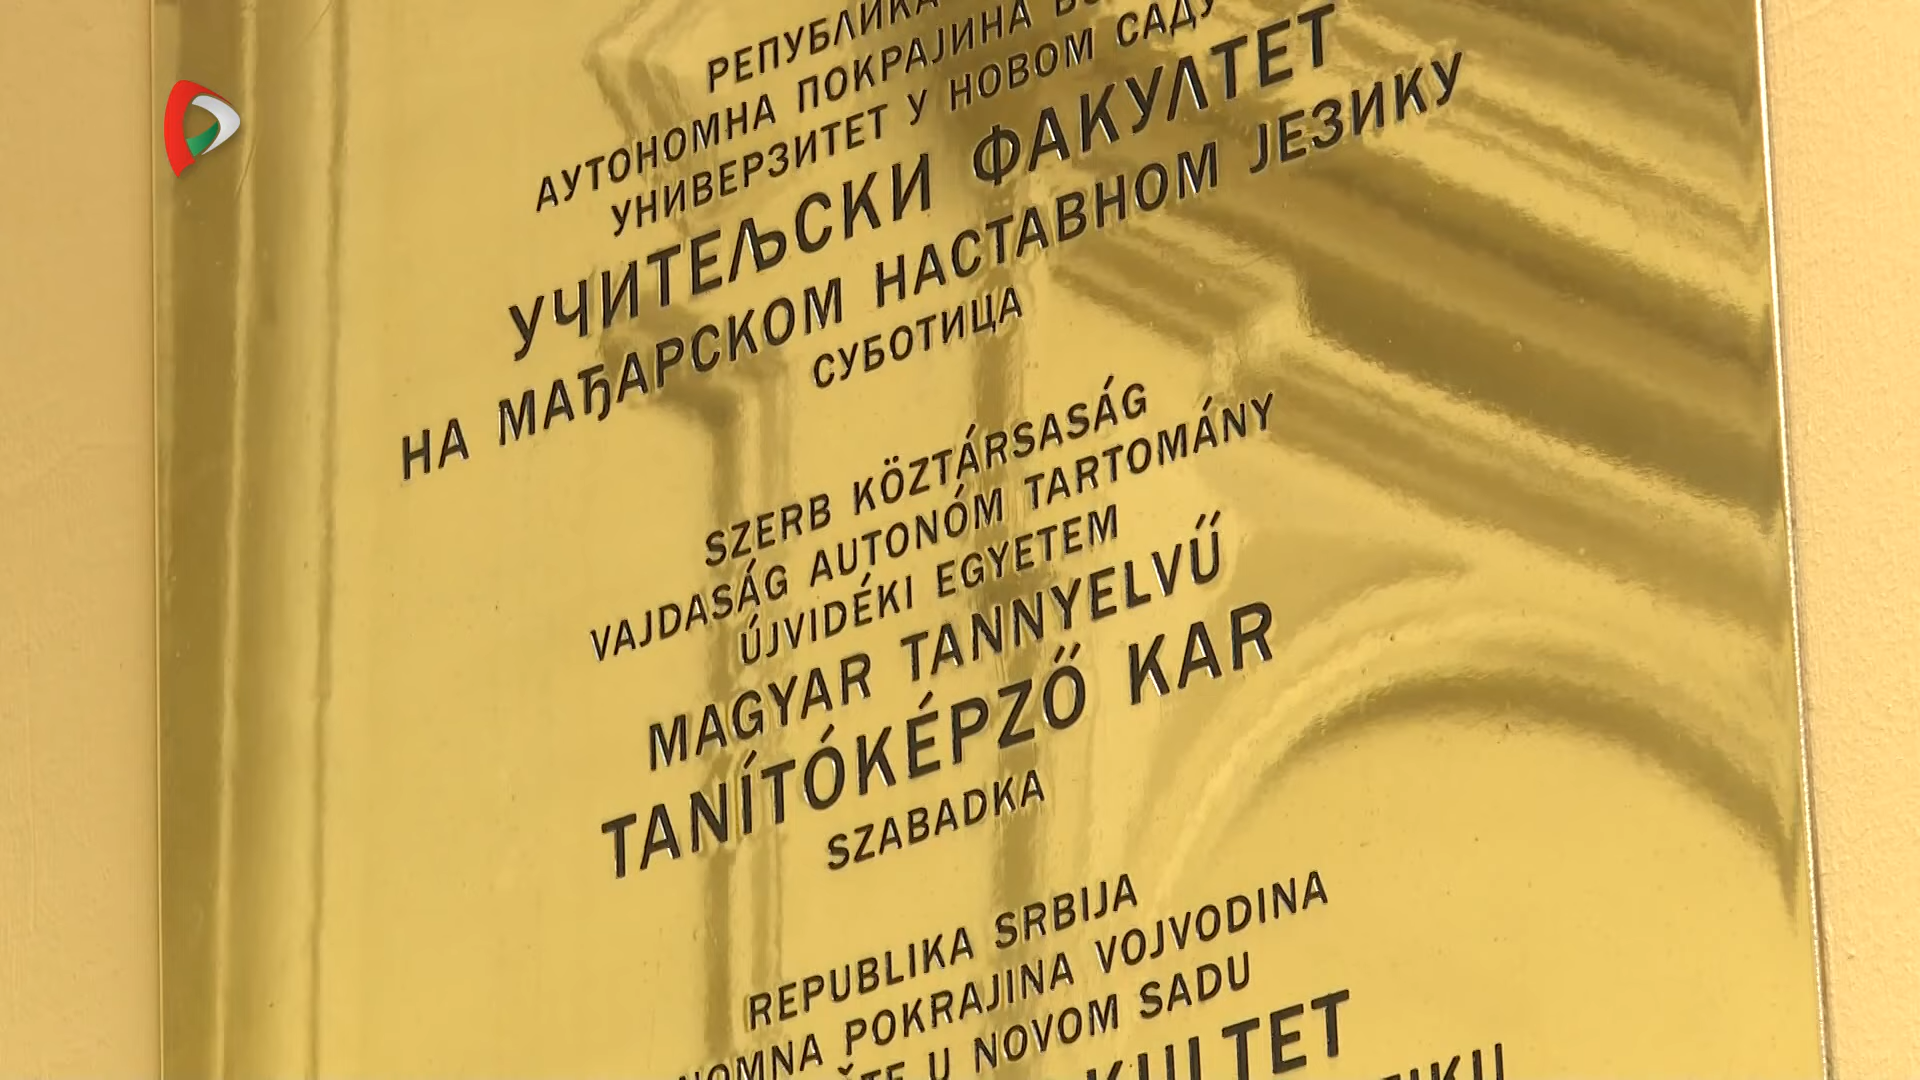 РЕПУБЛИКА
АУТОНОМНА ПОКРАЈИНА
УНИВЕРЗИТЕТ У НОВОМ САДУ
УЧИТЕЉСКИ ФАКУЛТЕТ
НА МАЂАРСКОМ НАСТАВНОМ ЈЕЗИКУ
СУБОТИЦА
SZERB KÖZTÁRSASÁG
VAJDASÁG AUTONÓM TARTOMÁNY
ÚJVIDÉKI EGYETEM
MAGYAR TANNYELVŰ
TANÍTÓKÉPZŐ KAR
SZABADKA
REPUBLIKA SRBIJA
POKRAJINA VOJVODINA
U NOVOM SADU